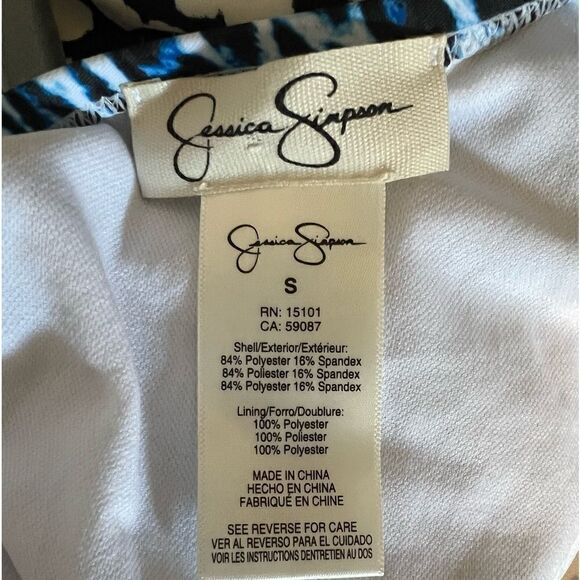 Jessica Simpson
Jessica Simpson
S
RN: 15101
CA: 59087
Shell/Exterior/Extérieur:
84% Polyester 16% Spandex
84% Poliester 16% Spandex
84% Polyester 16% Spandex
Lining/Forro/Doublure:
100% Polyester
100% Poliester
100% Polyester
MADE IN CHINA
HECHO EN CHINA
FABRIQUÉ EN CHINE
SEE REVERSE FOR CARE
VER AL REVERSO PARA EL CUIDADO
VOIR LES INSTRUCTIONS DENTRETIEN AU DOS